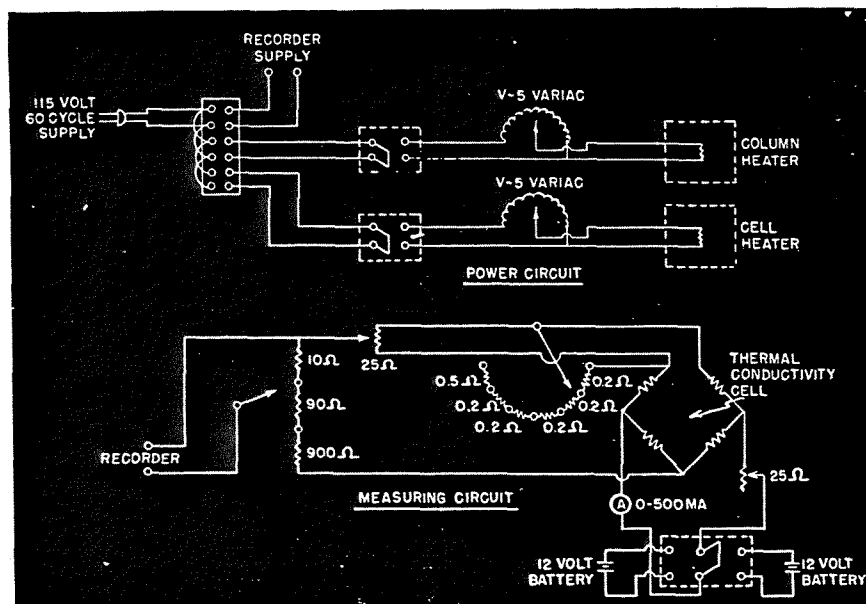 RECORDER
SUPPLY
115 VOLT
60 CYCLE
SUPPLY
V-5 VARIAC
COLUMN
HEATER
V-5 VARIAC
CELL
HEATER
POWER CIRCUIT
10Ω
25Ω
0.5Ω
0.2Ω
THERMAL
CONDUCTIVITY
CELL
90Ω
0.2Ω
0.2Ω
0.2Ω
0.2Ω
900Ω
RECORDER
25Ω
MEASURING CIRCUIT
A
0-500MA
12 VOLT
BATTERY
12 VOLT
BATTERY